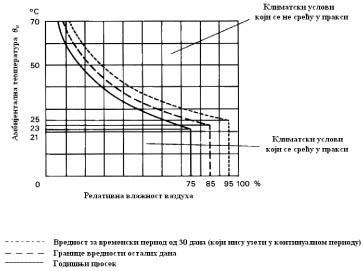 °C
70
50
25
23
21
0
75 85 95 100 %
Амбијентална температура θₐ
Релативна влажност ваздуха
Климатски услови
који се не срећу у пракси
Климатски услови
који се срећу у пракси
Вредност за временски период од 30 дана (који нису узети у континуалном периоду)
Границе вредности осталих дана
Годишњи просек